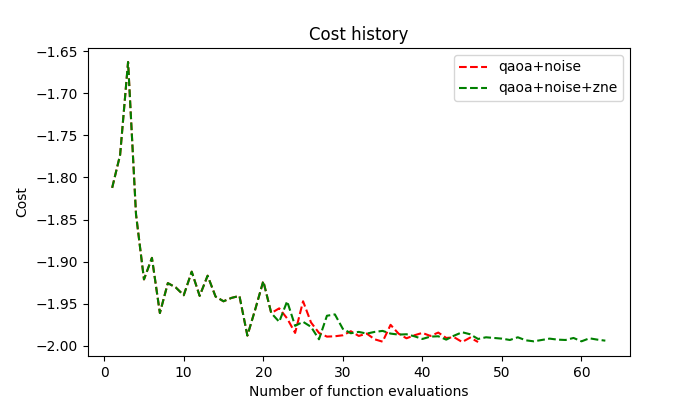 Cost history
qaoa+noise
qaoa+noise+zne
Cost
−1.65
−1.70
−1.75
−1.80
−1.85
−1.90
−1.95
−2.00
0 10 20 30 40 50 60
Number of function evaluations